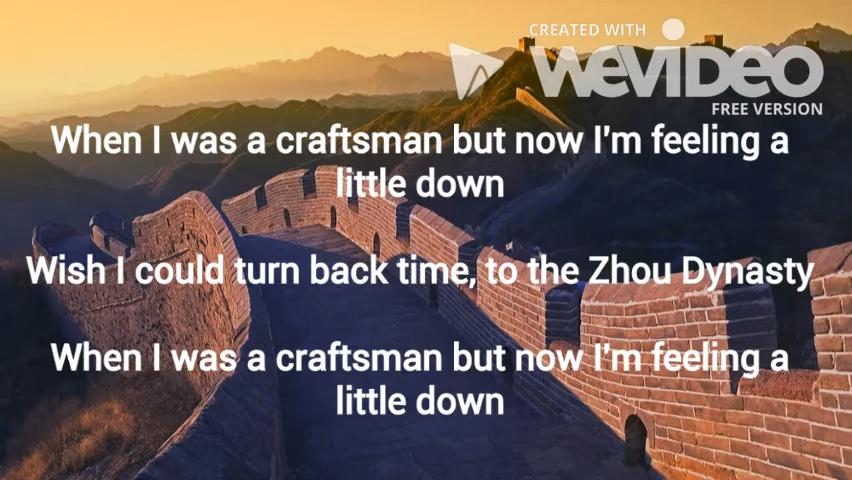 CREATED WITH
WEVIDEO
FREE VERSION
When I was a craftsman but now I'm feeling a
little down
Wish I could turn back time, to the Zhou Dynasty
When I was a craftsman but now I'm feeling a
little down